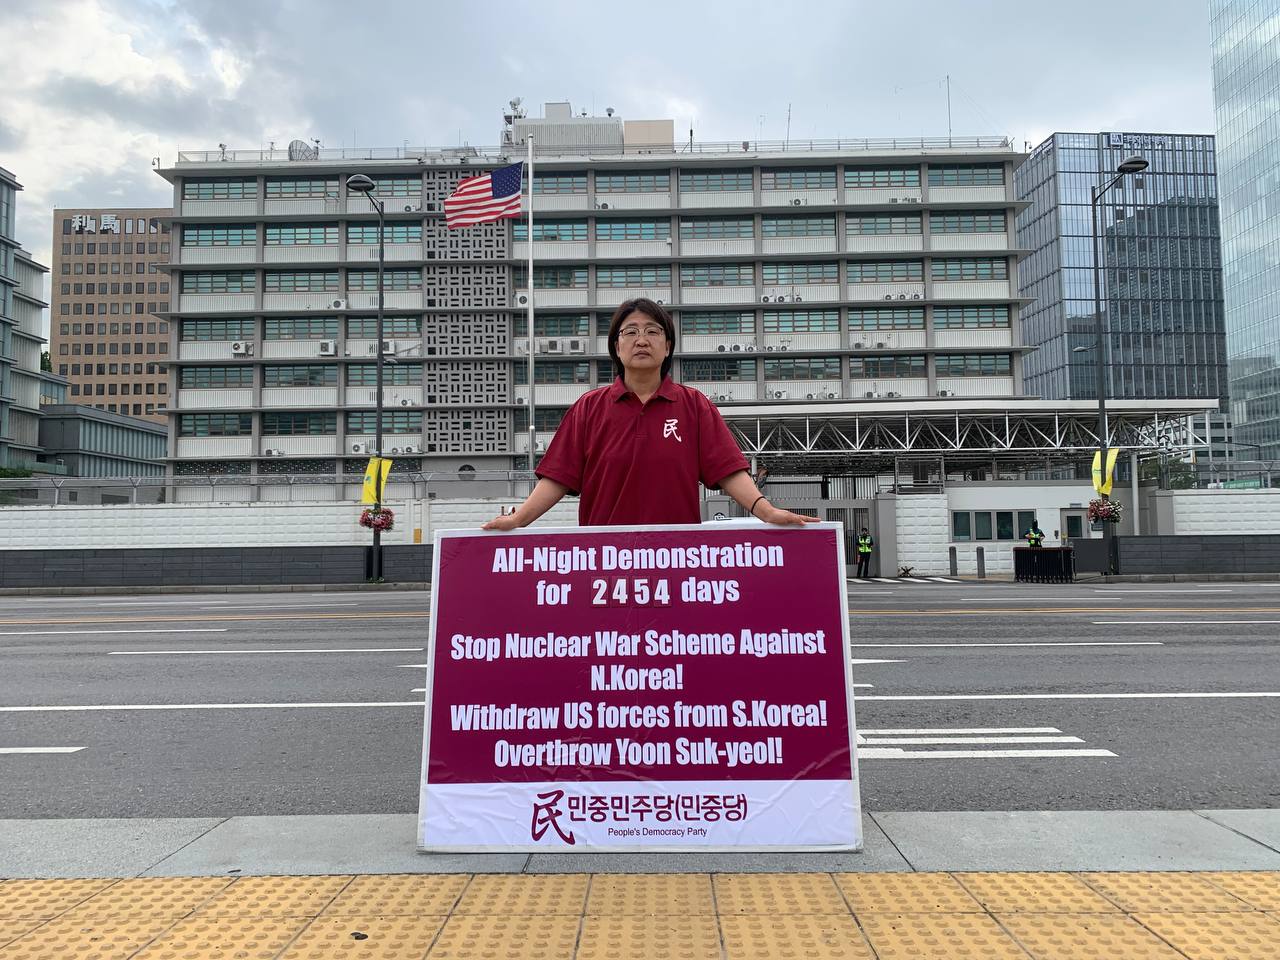 利馬
民
All-Night Demonstration
for 2454 days
Stop Nuclear War Scheme Against
N.Korea!
Withdraw US forces from S.Korea!
Overthrow Yoon Suk-yeol!
民 민중민주당(민중당)
People's Democracy Party